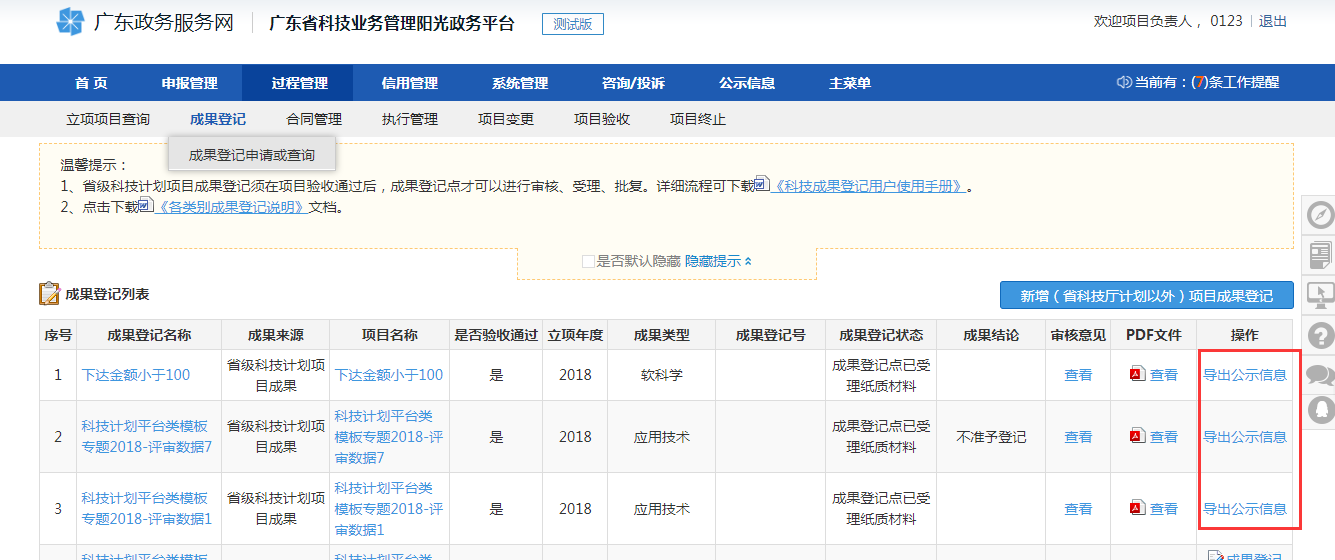 广东政务服务网 广东省科技业务管理阳光政务平台 测试版 欢迎项目负责人， 0123 退出
首 页 申报管理 过程管理 信用管理 系统管理 咨询/投诉 公示信息 主菜单 当前有：(7)条工作提醒
立项项目查询 成果登记 合同管理 执行管理 项目变更 项目验收 项目终止
成果登记申请或查询
温馨提示：
1、省级科技计划项目成果登记须在项目验收通过后，成果登记点才可以进行审核、受理、批复。详细流程可下载《科技成果登记用户使用手册》。
2、点击下载《各类别成果登记说明》文档。
是否默认隐藏 隐藏提示
成果登记列表 新增（省科技厅计划以外）项目成果登记
序号 成果登记名称 成果来源 项目名称 是否验收通过 立项年度 成果类型 成果登记号 成果登记状态 成果结论 审核意见 PDF文件 操作
1 下达金额小于100 省级科技计划项 下达金额小于100 是 2018 软科学 成果登记点已受 查看 查看 导出公示信息
目成果 理纸质材料
科技计划平台类
科技计划平台类模板 省级科技计划项 成果登记点已受
2 模板专题2018-评 是 2018 应用技术 不准予登记 查看 查看 导出公示信息
专题2018-评审数据7 目成果 理纸质材料
审数据7
科技计划平台类
科技计划平台类模板 省级科技计划项 成果登记点已受
3 模板专题2018-评 是 2018 应用技术 查看 查看 导出公示信息
专题2018-评审数据1 目成果 理纸质材料
审数据1
科技计划平台类模板 科技计划平台类 成果登记